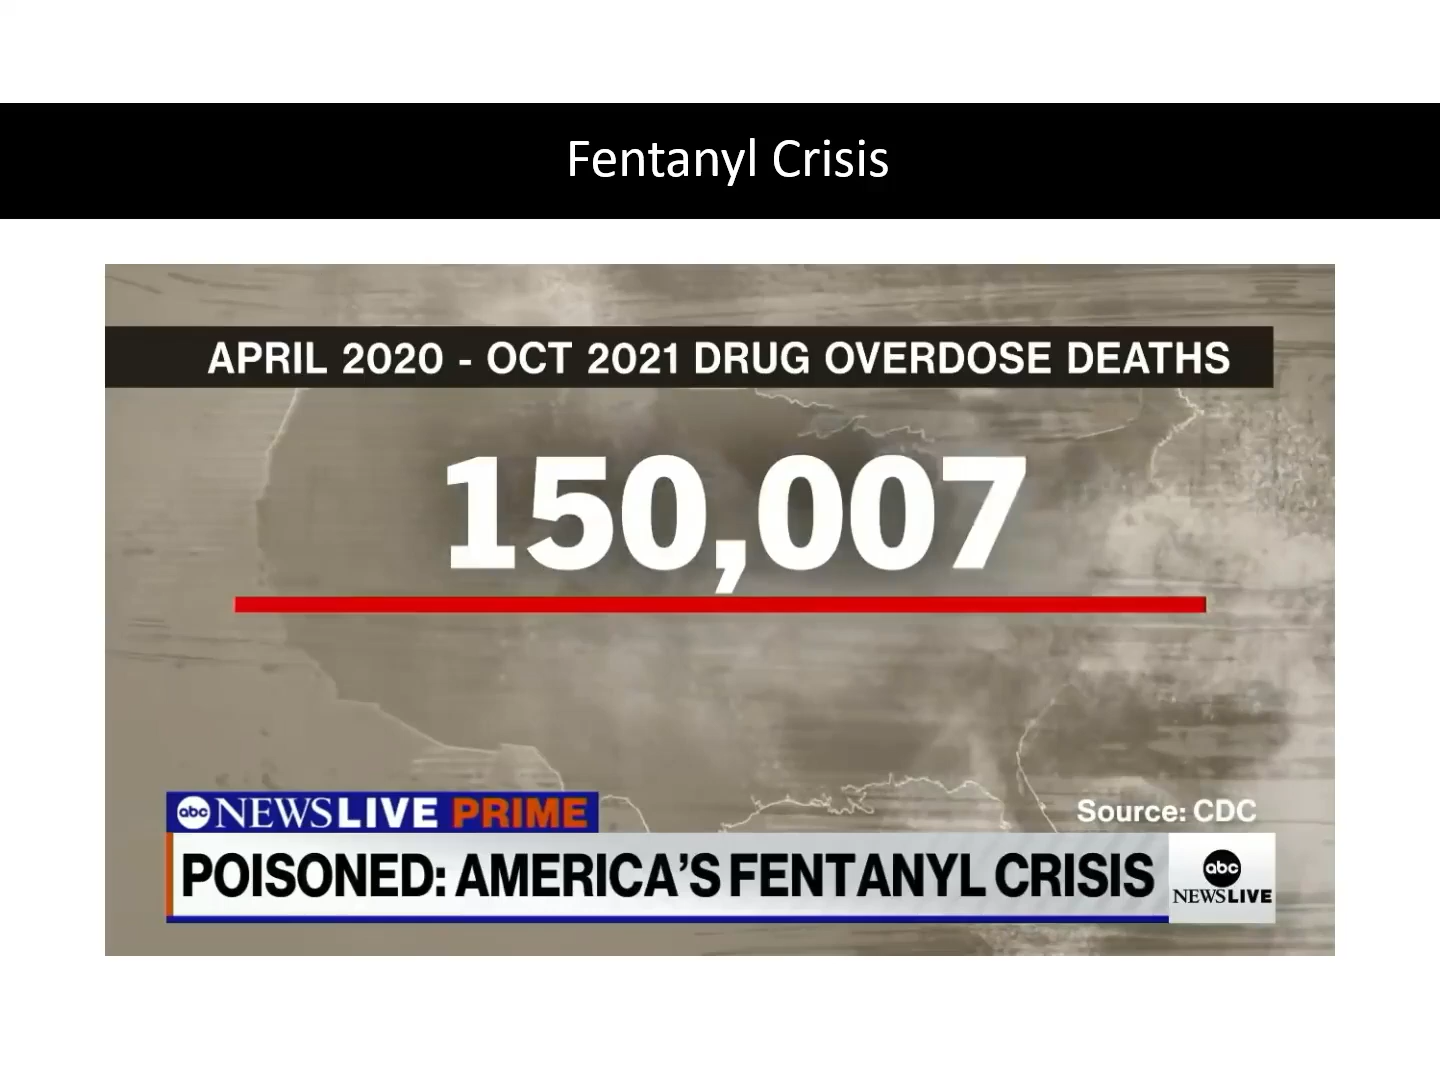 Fentanyl Crisis
APRIL 2020 - OCT 2021 DRUG OVERDOSE DEATHS
150,007
abc NEWS LIVE PRIME
Source: CDC
POISONED: AMERICA'S FENTANYL CRISIS
abc
NEWS LIVE